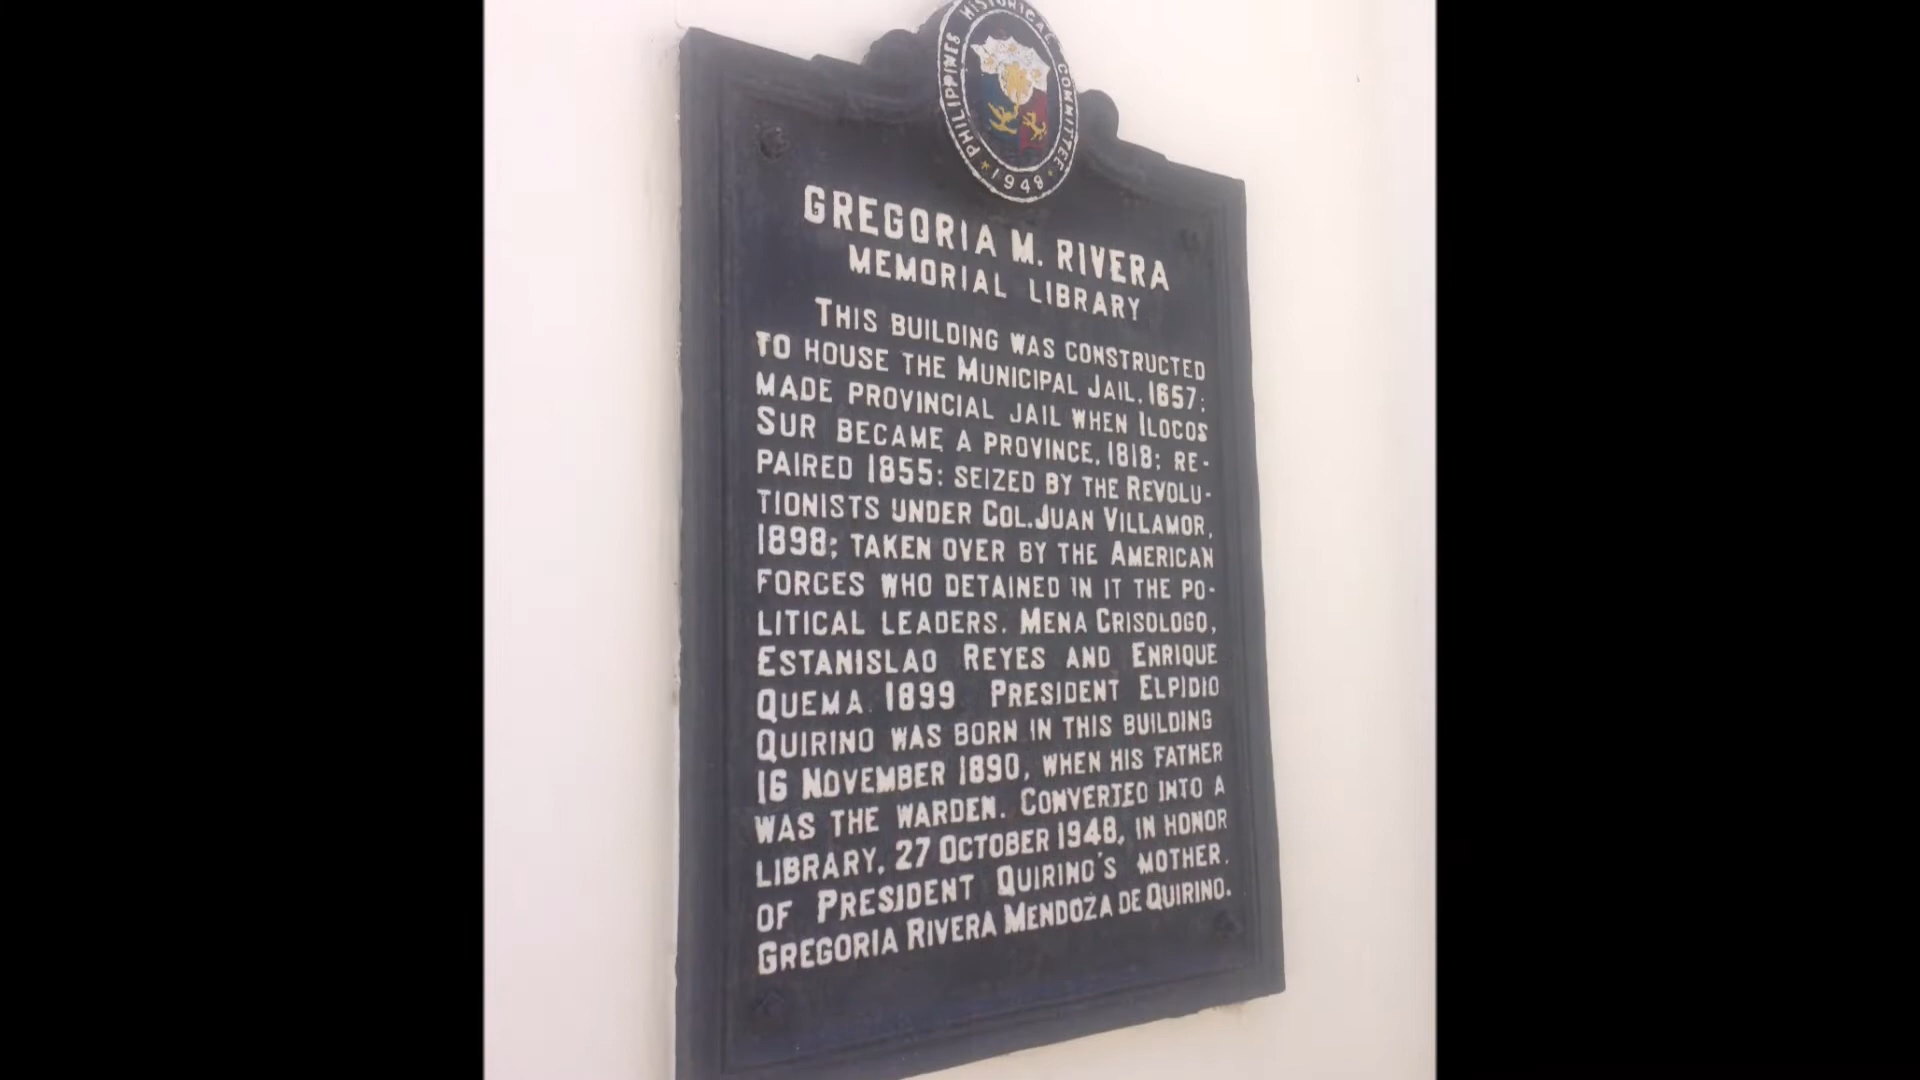 PHILIPPINES HISTORICAL COMMITTEE
1948
GREGORIA M. RIVERA
MEMORIAL LIBRARY
THIS BUILDING WAS CONSTRUCTED
TO HOUSE THE MUNICIPAL JAIL, 1657;
MADE PROVINCIAL JAIL WHEN ILOCOS
SUR BECAME A PROVINCE, 1818; RE-
PAIRED 1855; SEIZED BY THE REVOLU-
TIONISTS UNDER COL. JUAN VILLAMOR,
1898; TAKEN OVER BY THE AMERICAN
FORCES WHO DETAINED IN IT THE PO-
LITICAL LEADERS, MENA CRISOLOGO,
ESTANISLAO REYES AND ENRIQUE
QUEMA 1899 PRESIDENT ELPIDIO
QUIRINO WAS BORN IN THIS BUILDING
16 NOVEMBER 1890, WHEN HIS FATHER
WAS THE WARDEN. CONVERTED INTO A
LIBRARY, 27 OCTOBER 1948, IN HONOR
OF PRESIDENT QUIRINO'S MOTHER,
GREGORIA RIVERA MENDOZA DE QUIRINO.